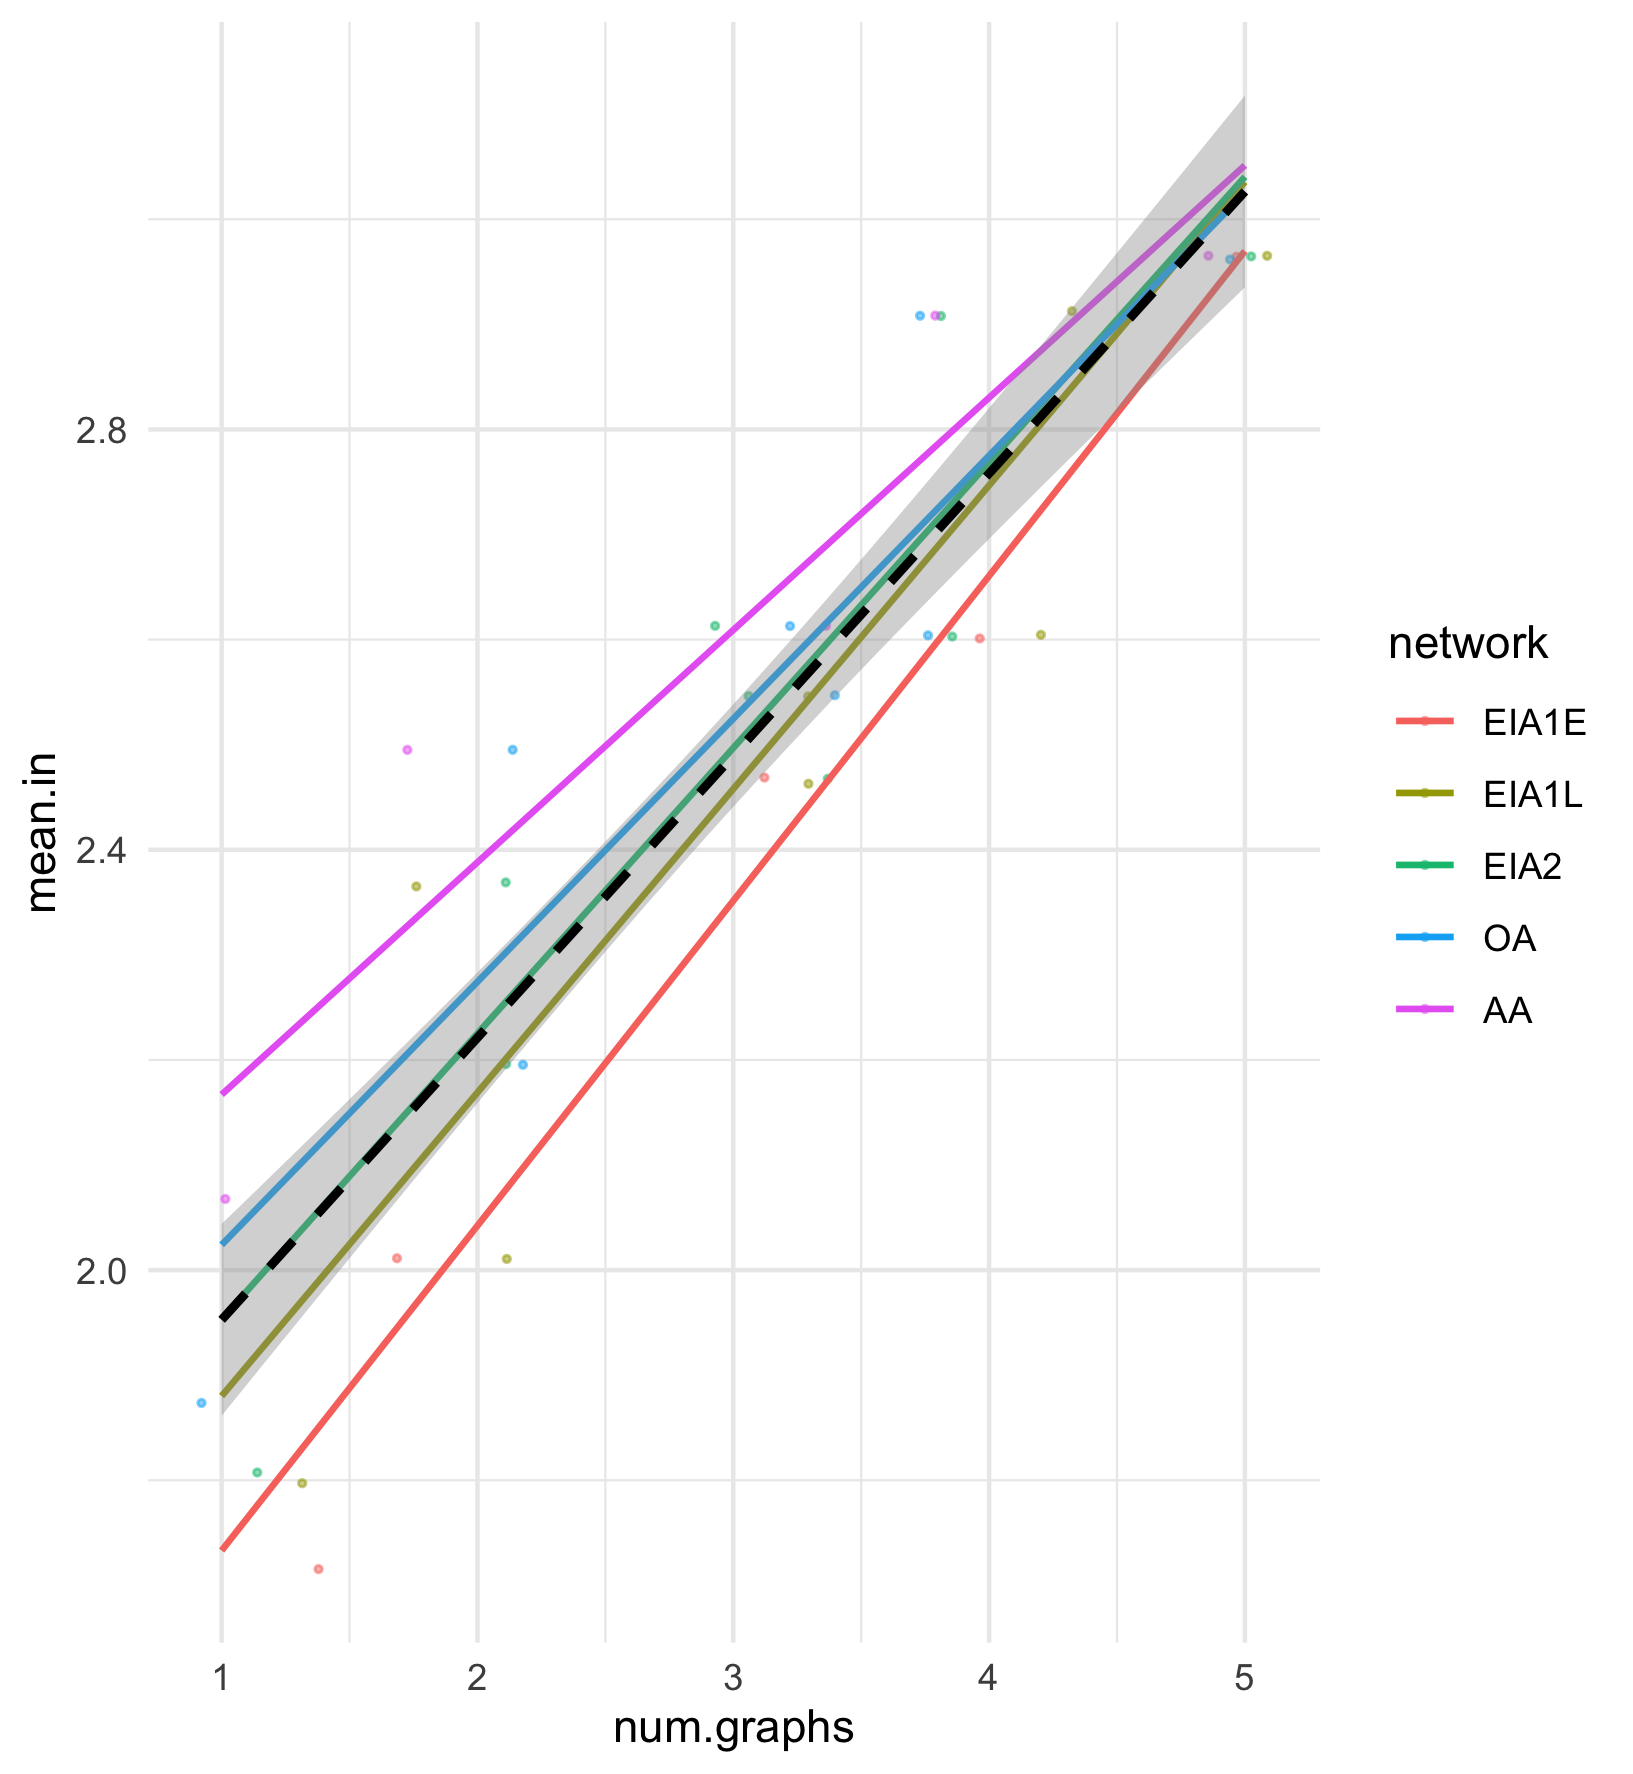 2.8
2.4
2.0
mean.in
1 2 3 4 5
num.graphs
network
EIA1E
EIA1L
EIA2
OA
AA